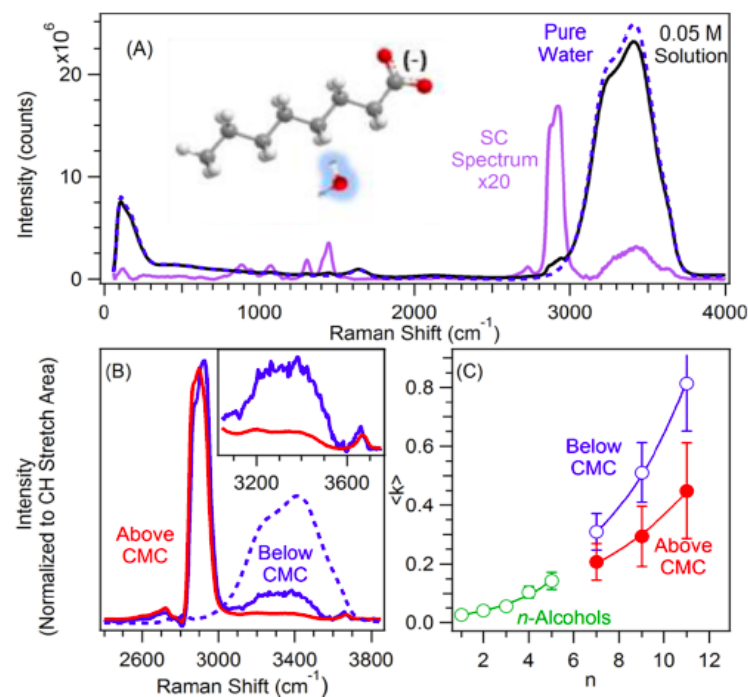 20x10⁶
(A)
(-)
Pure
Water
0.05 M
Solution
SC
Spectrum
x20
Intensity (counts)
10
0
0
1000
2000
3000
4000
Raman Shift (cm⁻¹)
(B)
Above
CMC
Below
CMC
3200
3600
Intensity
(Normalized to CH Stretch Area)
2600
3000
3400
3800
Raman Shift (cm⁻¹)
(C)
Below
CMC
Above
CMC
n-Alcohols
<k>
0.8
0.6
0.4
0.2
0.0
2
4
6
8
10
12
n